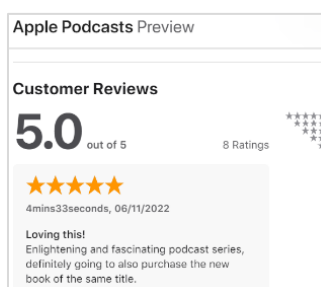 Apple Podcasts Preview
Customer Reviews
5.0 out of 5
8 Ratings
4mins33seconds, 06/11/2022
Loving this!
Enlightening and fascinating podcast series,
definitely going to also purchase the new
book of the same title.